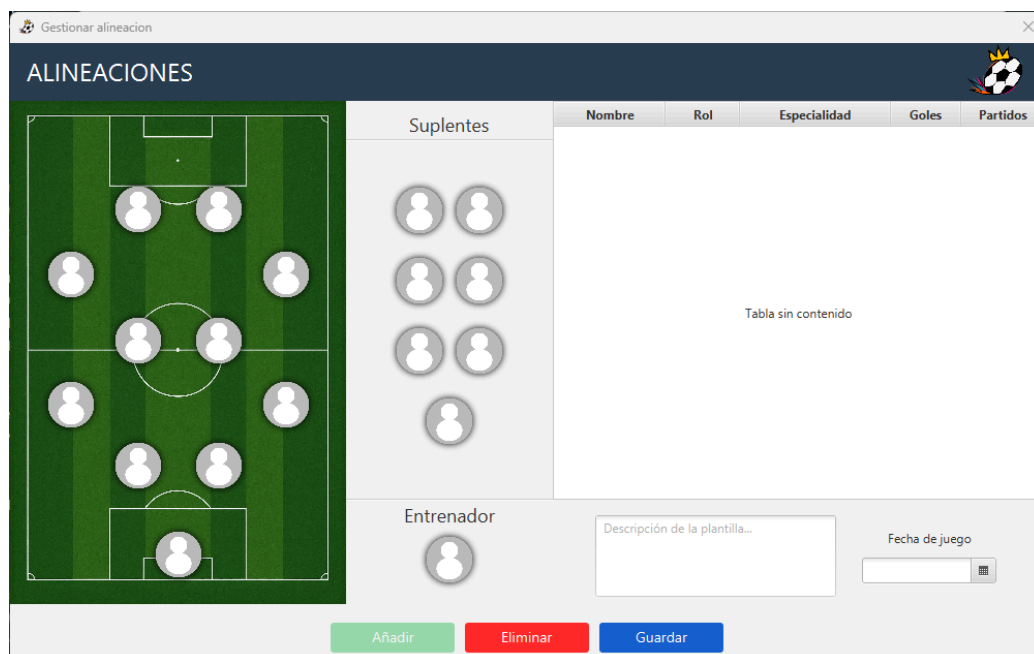 Gestionar alineacion
ALINEACIONES
Suplentes
Nombre Rol Especialidad Goles Partidos
Tabla sin contenido
Entrenador
Descripción de la plantilla...
Fecha de juego
Añadir Eliminar Guardar